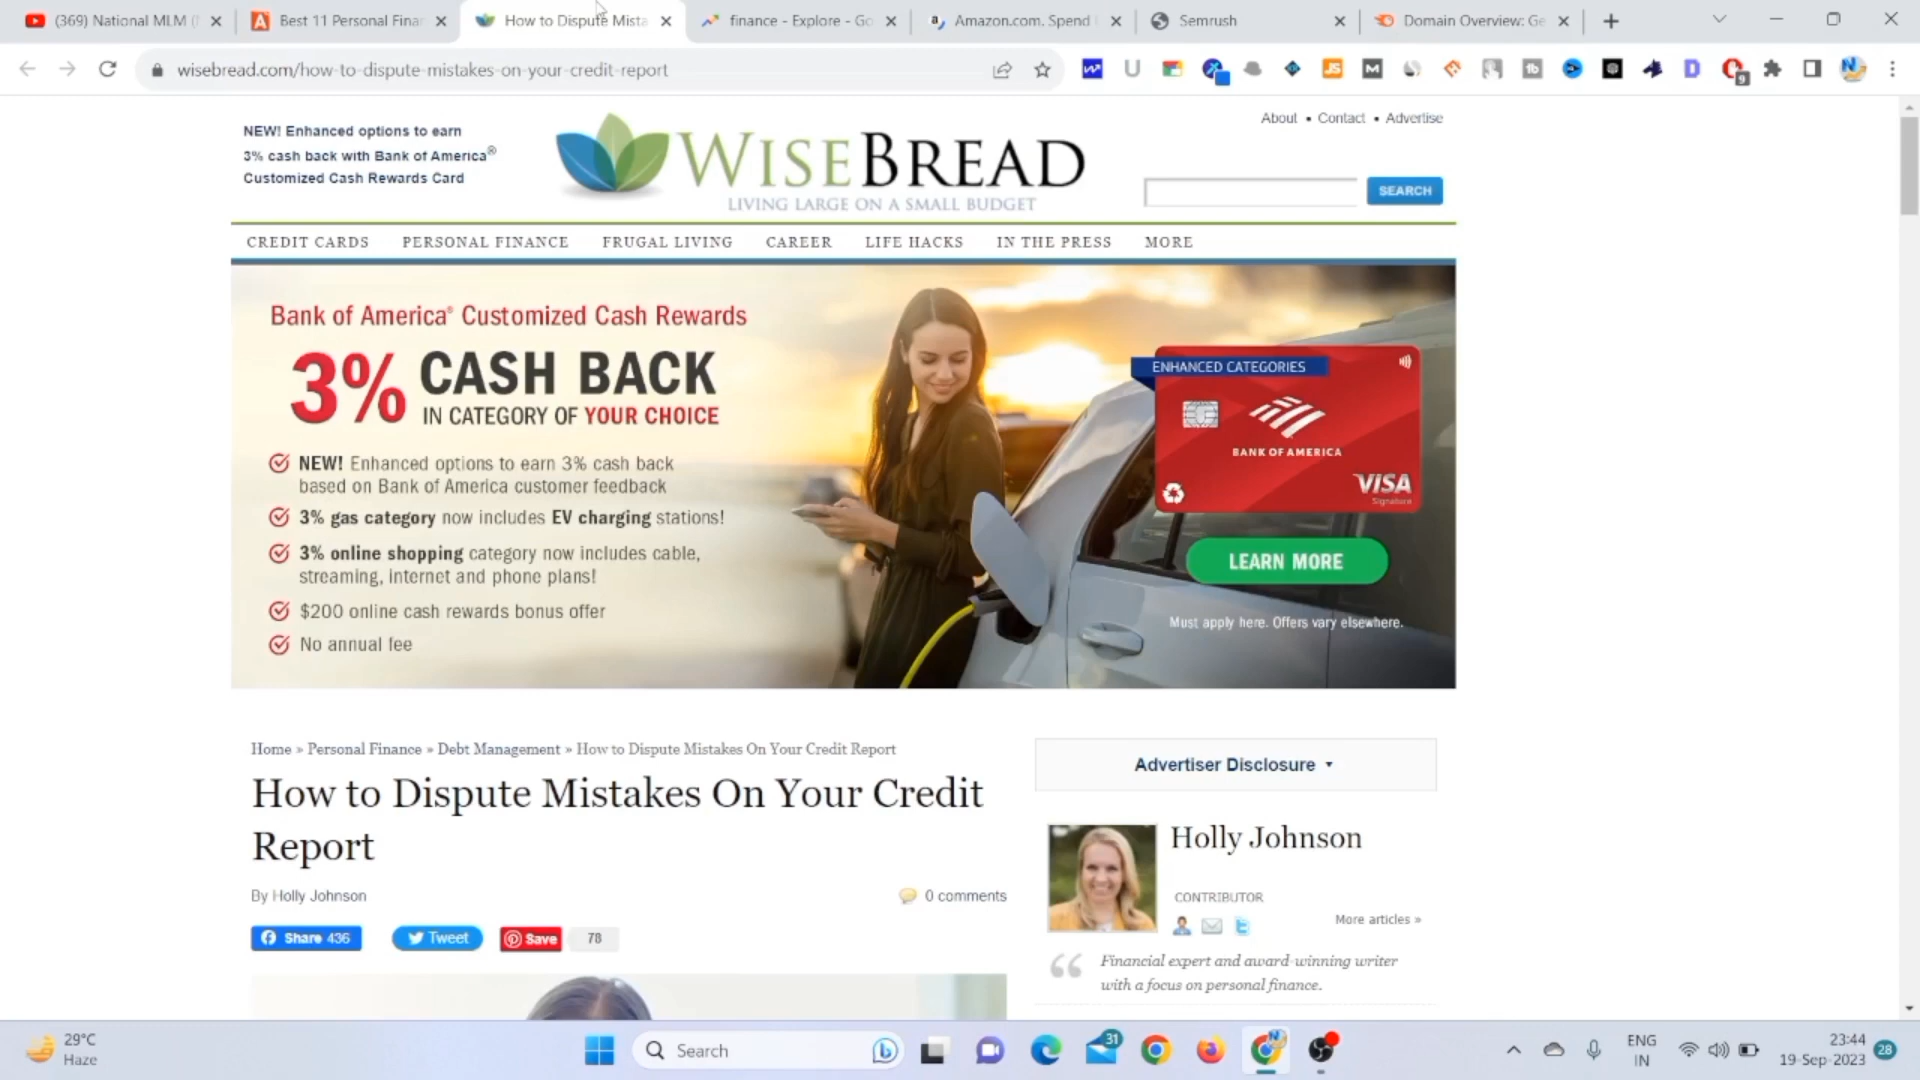 (369) National MLM (
Best 11 Personal Finan
How to Dispute Mista
finance - Explore - Go
Amazon.com. Spend
Semrush
Domain Overview: Ge
wisebread.com/how-to-dispute-mistakes-on-your-credit-report
NEW! Enhanced options to earn
3% cash back with Bank of America®
Customized Cash Rewards Card
WISEBREAD
LIVING LARGE ON A SMALL BUDGET
About • Contact • Advertise
SEARCH
CREDIT CARDS PERSONAL FINANCE FRUGAL LIVING CAREER LIFE HACKS IN THE PRESS MORE
Bank of America® Customized Cash Rewards
3% CASH BACK
IN CATEGORY OF YOUR CHOICE
NEW! Enhanced options to earn 3% cash back
based on Bank of America customer feedback
3% gas category now includes EV charging stations!
3% online shopping category now includes cable,
streaming, internet and phone plans!
$200 online cash rewards bonus offer
No annual fee
ENHANCED CATEGORIES
BANK OF AMERICA
VISA
Signature
LEARN MORE
Must apply here. Offers vary elsewhere.
Home » Personal Finance » Debt Management » How to Dispute Mistakes On Your Credit Report
How to Dispute Mistakes On Your Credit
Report
By Holly Johnson
0 comments
Share 436
Tweet
Save
78
Advertiser Disclosure
Holly Johnson
CONTRIBUTOR
More articles »
Financial expert and award-winning writer
with a focus on personal finance.
29°C
Haze
Search
31
ENG
IN
23:44
19-Sep-2023
28